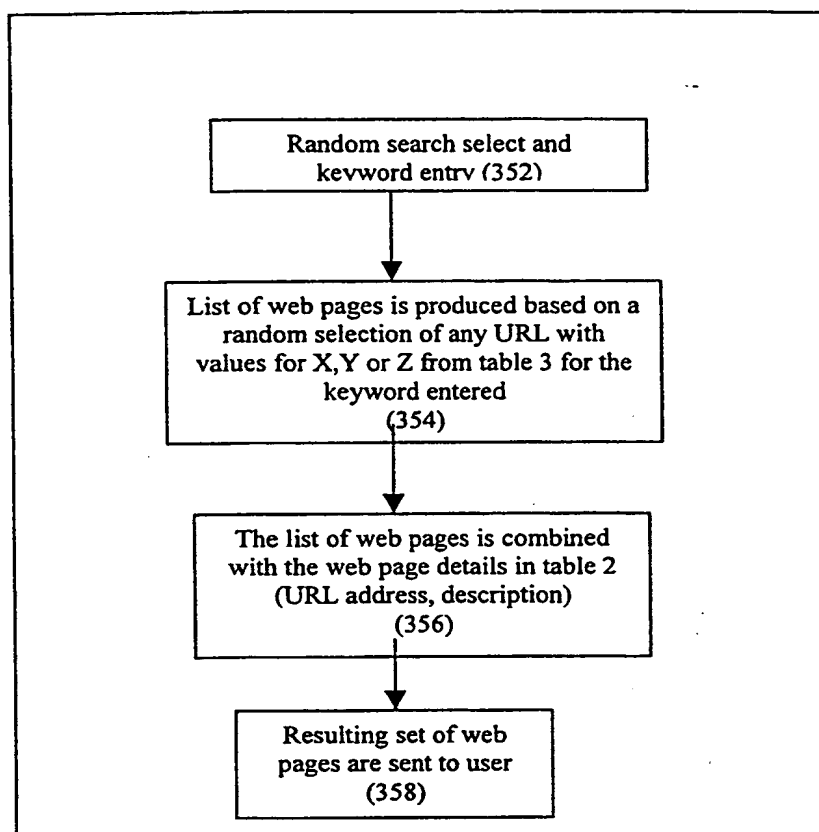 Random search select and
keyword entry (352)
List of web pages is produced based on a
random selection of any URL with
values for X,Y or Z from table 3 for the
keyword entered
(354)
The list of web pages is combined
with the web page details in table 2
(URL address, description)
(356)
Resulting set of web
pages are sent to user
(358)